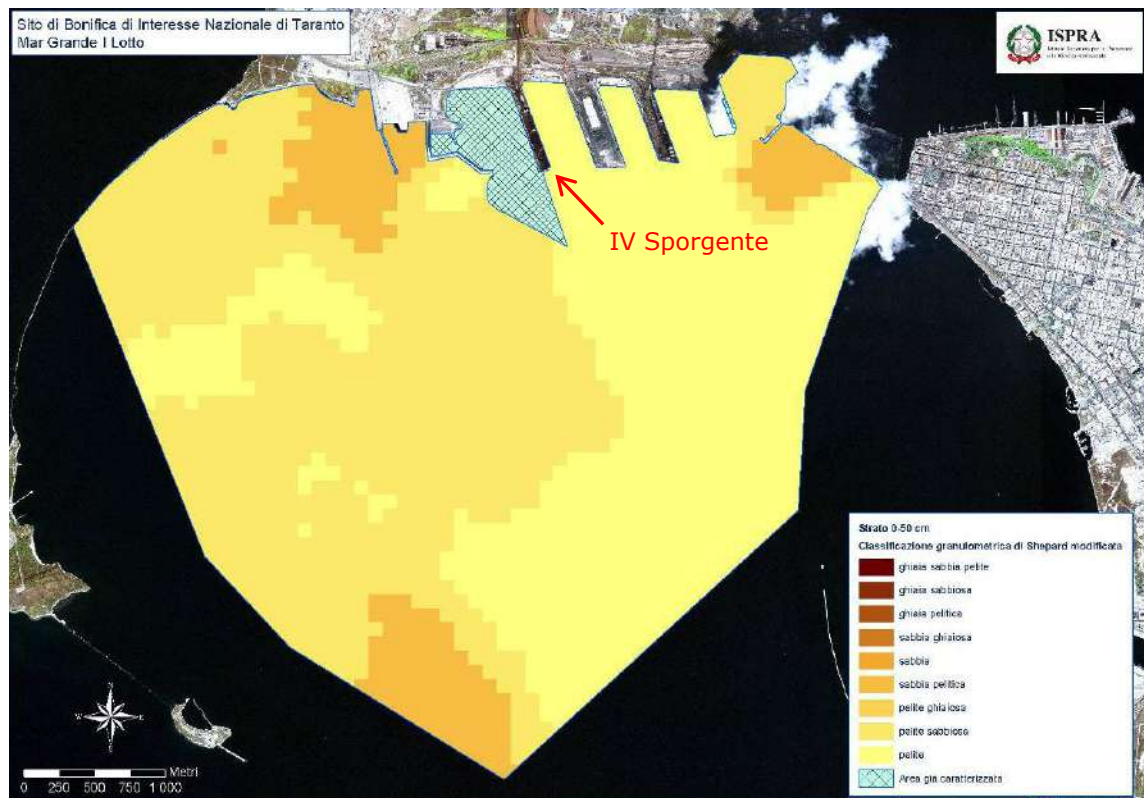 Sito di Bonifica di Interesse Nazionale di Taranto
Mar Grande I Lotto
ISPRA
IV Sporgente
Strato 0-50 cm
Classificazione granulometrica di Shepard modificata
ghiaia sabbia pelite
ghiaia sabbiosa
ghiaia pelitica
sabbia ghiaiosa
sabbia
sabbia pelitica
pelite ghiaiosa
pelite sabbiosa
pelite
Area già caratterizzata
N
W
E
S
Metri
0 250 500 750 1 000